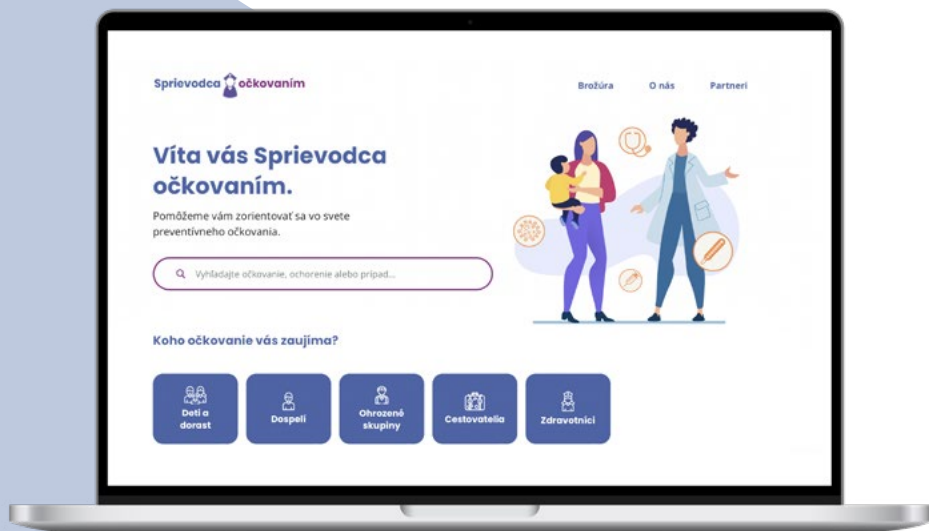 Sprievodca očkovaním
Brožúra O nás Partneri
Víta vás Sprievodca
očkovaním.
Pomôžeme vám zorientovať sa vo svete
preventívneho očkovania.
Vyhľadajte očkovanie, ochorenie alebo prípad...
Koho očkovanie vás zaujíma?
Deti a
dorast
Dospelí
Ohrozené
skupiny
Cestovatelia
Zdravotníci